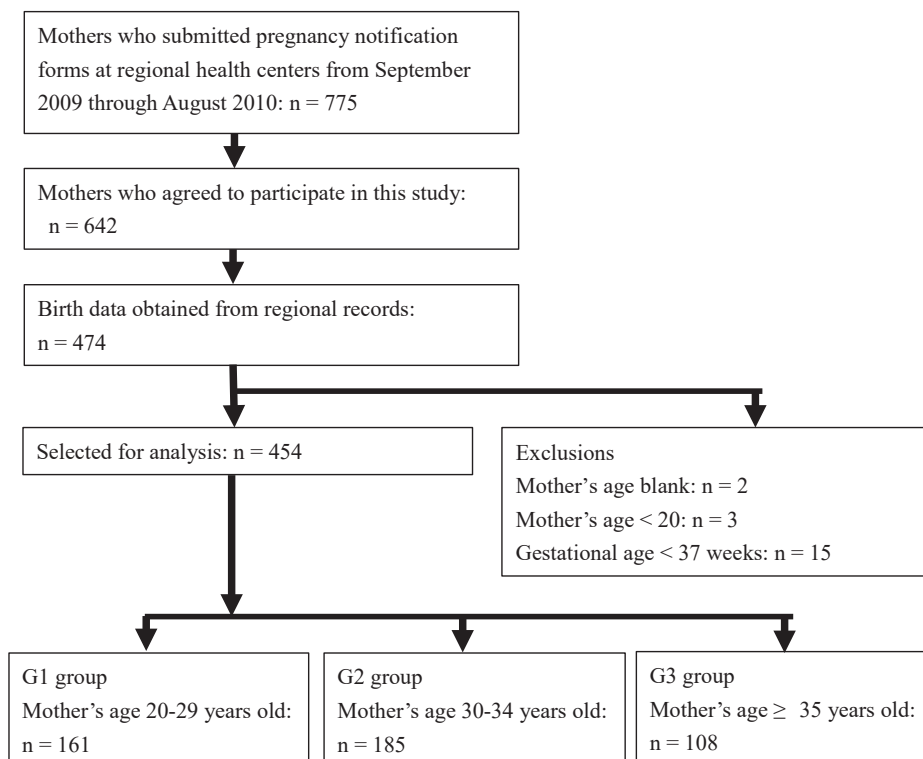 Mothers who submitted pregnancy notification
forms at regional health centers from September
2009 through August 2010: n = 775
Mothers who agreed to participate in this study:
n = 642
Birth data obtained from regional records:
n = 474
Selected for analysis: n = 454
Exclusions
Mother’s age blank: n = 2
Mother’s age < 20: n = 3
Gestational age < 37 weeks: n = 15
G1 group
Mother’s age 20-29 years old:
n = 161
G2 group
Mother’s age 30-34 years old:
n = 185
G3 group
Mother’s age ≥ 35 years old:
n = 108